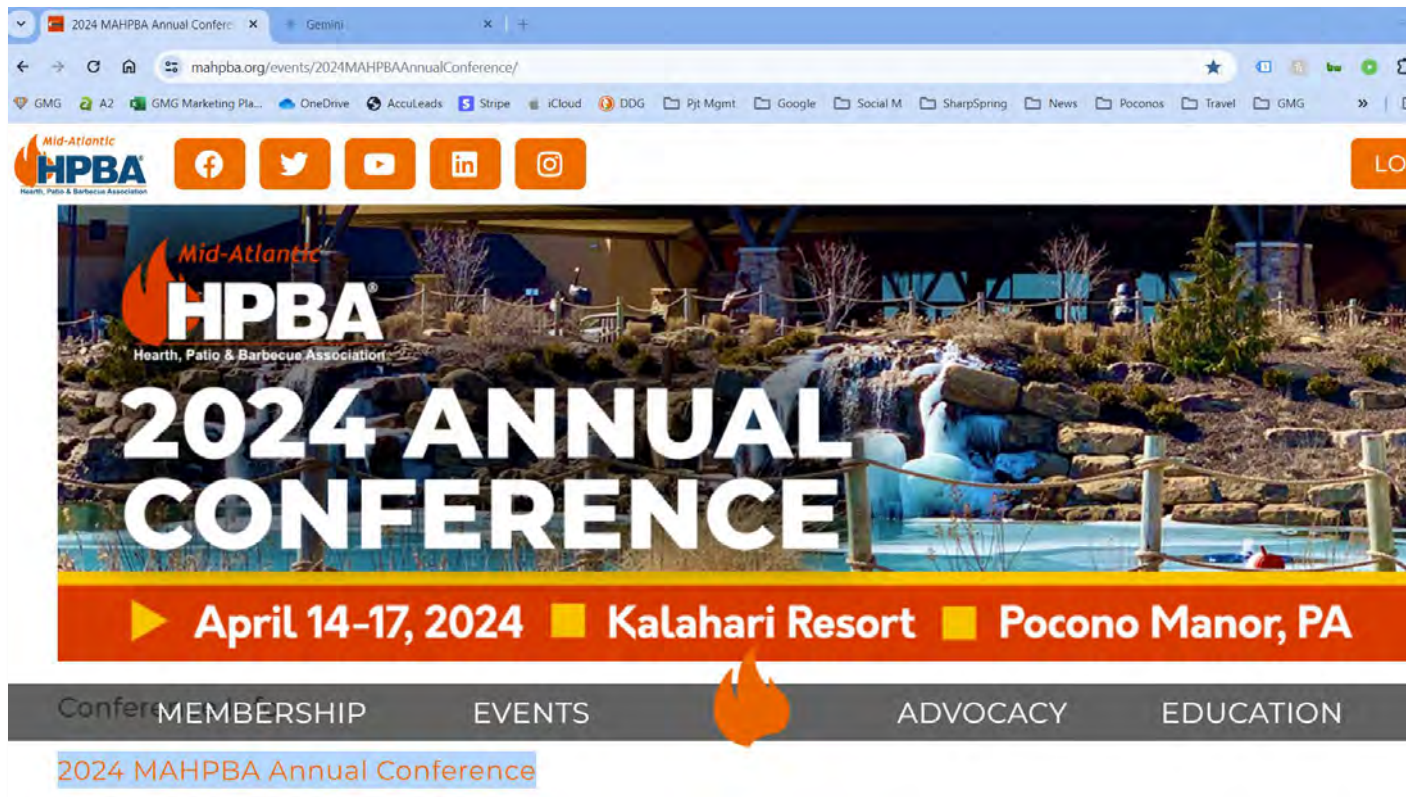 2024 MAHPBA Annual Conferc
Gemini
mahpba.org/events/2024MAHPBAAnnualConference/
GMG A2 GMG Marketing Pla... OneDrive AccuLeads Stripe iCloud DDG Pjt Mgmt Google Social M SharpSpring News Poconos Travel GMG »
Mid-Atlantic
HPBA
Hearth, Patio & Barbecue Association
in
LO
Mid-Atlantic
HPBA®
Hearth, Patio & Barbecue Association
2024 ANNUAL
CONFERENCE
April 14-17, 2024 Kalahari Resort Pocono Manor, PA
MEMBERSHIP EVENTS ADVOCACY EDUCATION
2024 MAHPBA Annual Conference